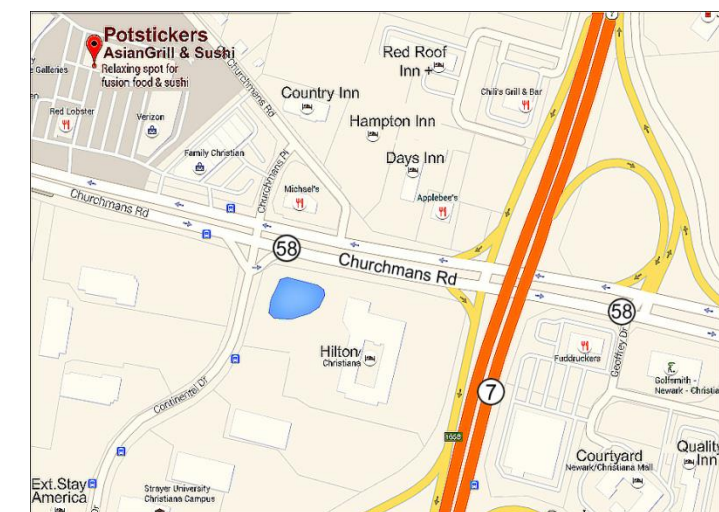 Potstickers
AsianGrill & Sushi
Relaxing spot for
fusion food & sushi
Galleries
Red Lobster
Verizon
Family Christian
Churchmans Rd
Country Inn
Red Roof
Inn +
Chili's Grill & Bar
Hampton Inn
Days Inn
Applebee's
Michael's
Churchmans Pl
Churchmans Rd
58
Churchmans Rd
58
7
Hilton
Christiana
Continental Dr
Fuddruckers
Geoffrey Dr
Golfsmith -
Newark - Christia
Courtyard
Newark/Christiana Mall
Quality
Inn
Ext.Stay
America
Strayer University
Christiana Campus
Dr